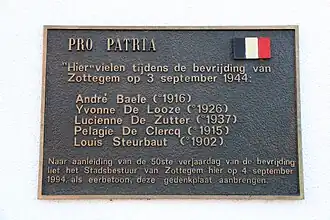 PRO PATRIA
"Hier" vielen tijdens de bevrijding van
Zottegem op 3 september 1944:
André Baele (°1916)
Yvonne De Looze (°1926)
Lucienne De Zutter (°1937)
Pelagie De Clercq (°1915)
Louis Steurbaut (°1902)
Naar aanleiding van de 50ste verjaardag van de bevrijding
liet het Stadsbestuur van Zottegem hier op 4 september
1994, als eerbetoon, deze gedenkplaat aanbrengen.